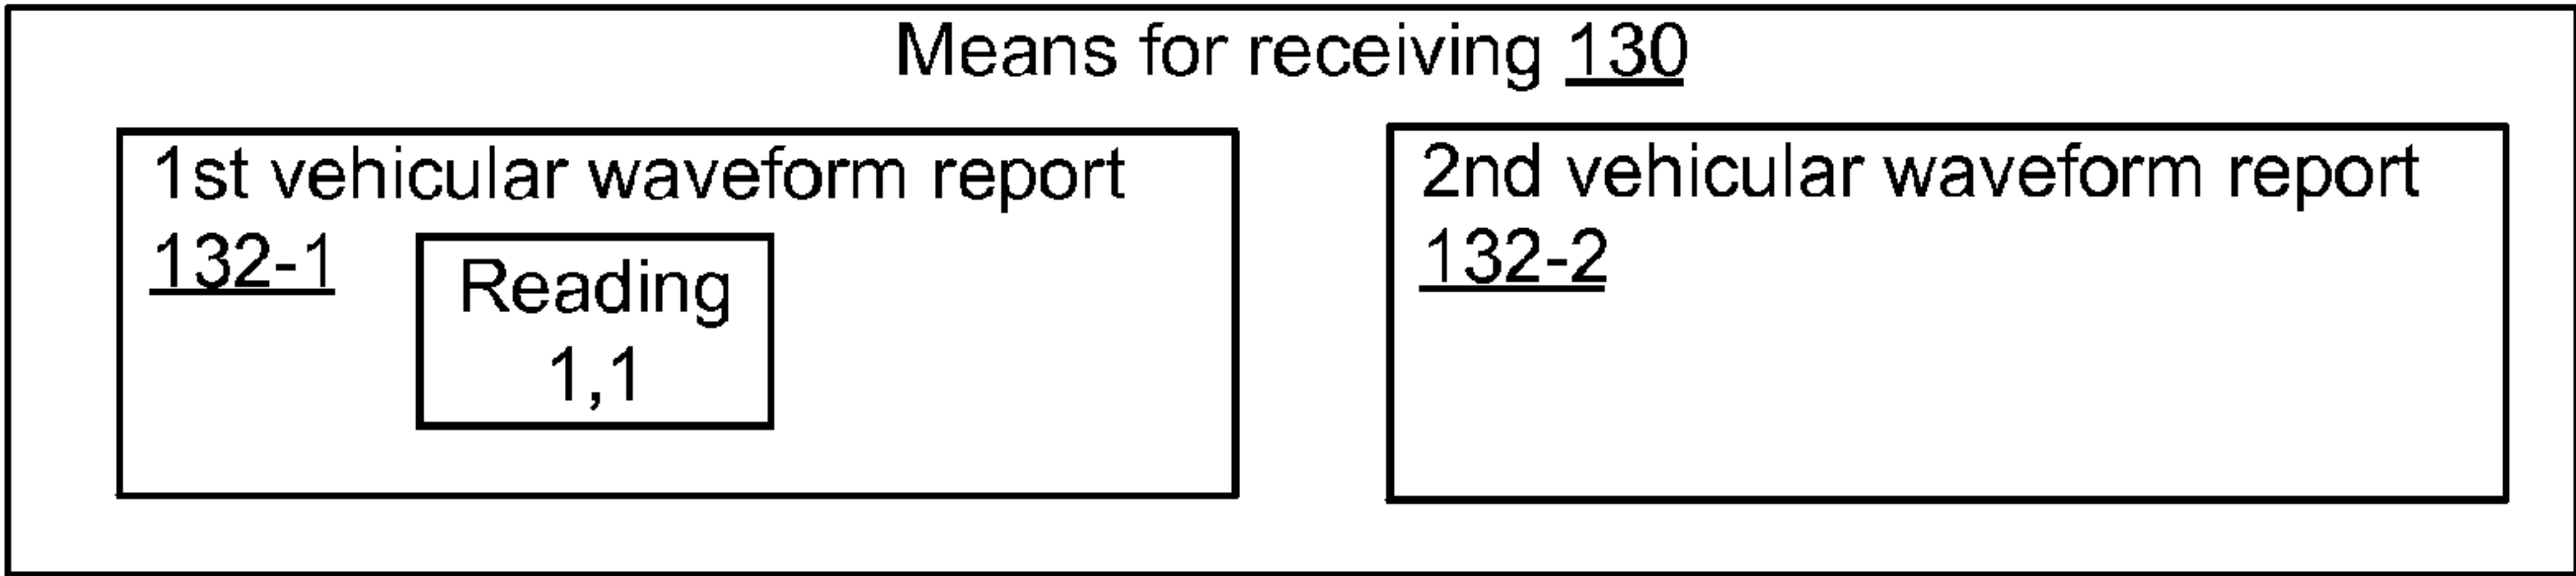 Means for receiving 130
1st vehicular waveform report
132-1
Reading
1,1
2nd vehicular waveform report
132-2